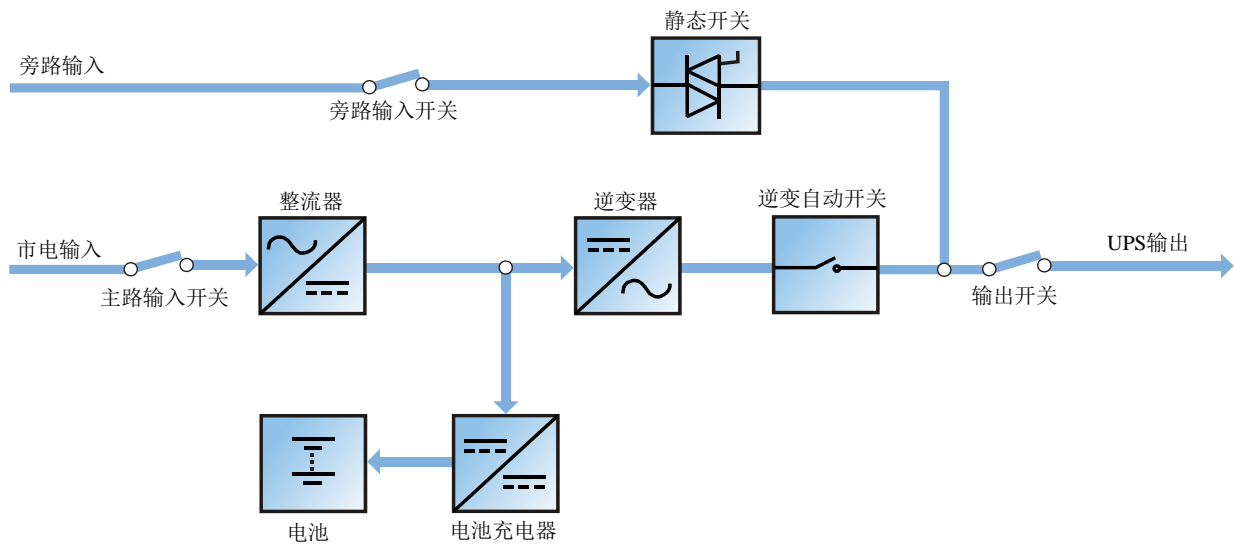 静态开关
旁路输入
旁路输入开关
整流器
逆变器
逆变自动开关
市电输入
UPS输出
主路输入开关
输出开关
电池
电池充电器